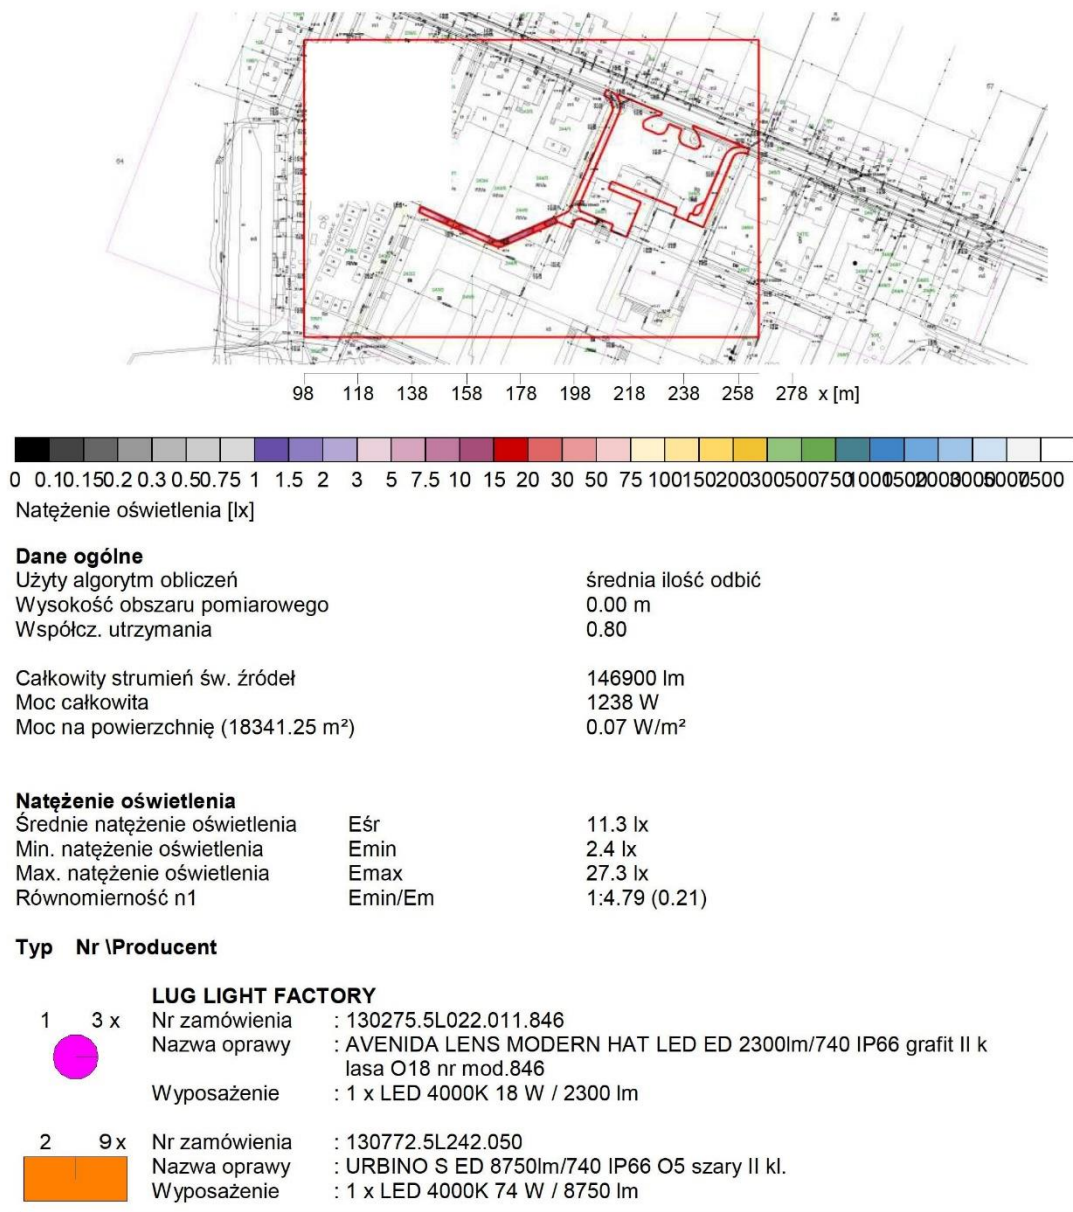 98 118 138 158 178 198 218 238 258 278 x [m]
0 0.1 0.15 0.2 0.3 0.5 0.75 1 1.5 2 3 5 7.5 10 15 20 30 50 75 100 150 200 300 500 750 1000 1500 2000 3000 5000 7500
Natężenie oświetlenia [lx]
Dane ogólne
Użyty algorytm obliczeń średnia ilość odbić
Wysokość obszaru pomiarowego 0.00 m
Współcz. utrzymania 0.80
Całkowity strumień św. źródeł 146900 lm
Moc całkowita 1238 W
Moc na powierzchnię (18341.25 m²) 0.07 W/m²
Natężenie oświetlenia
Średnie natężenie oświetlenia Eśr 11.3 lx
Min. natężenie oświetlenia Emin 2.4 lx
Max. natężenie oświetlenia Emax 27.3 lx
Równomierność n1 Emin/Em 1:4.79 (0.21)
Typ Nr \Producent
LUG LIGHT FACTORY
1 3 x Nr zamówienia : 130275.5L022.011.846
Nazwa oprawy : AVENIDA LENS MODERN HAT LED ED 2300lm/740 IP66 grafit II k
lasa O18 nr mod.846
Wyposażenie : 1 x LED 4000K 18 W / 2300 lm
2 9 x Nr zamówienia : 130772.5L242.050
Nazwa oprawy : URBINO S ED 8750lm/740 IP66 O5 szary II kl.
Wyposażenie : 1 x LED 4000K 74 W / 8750 lm